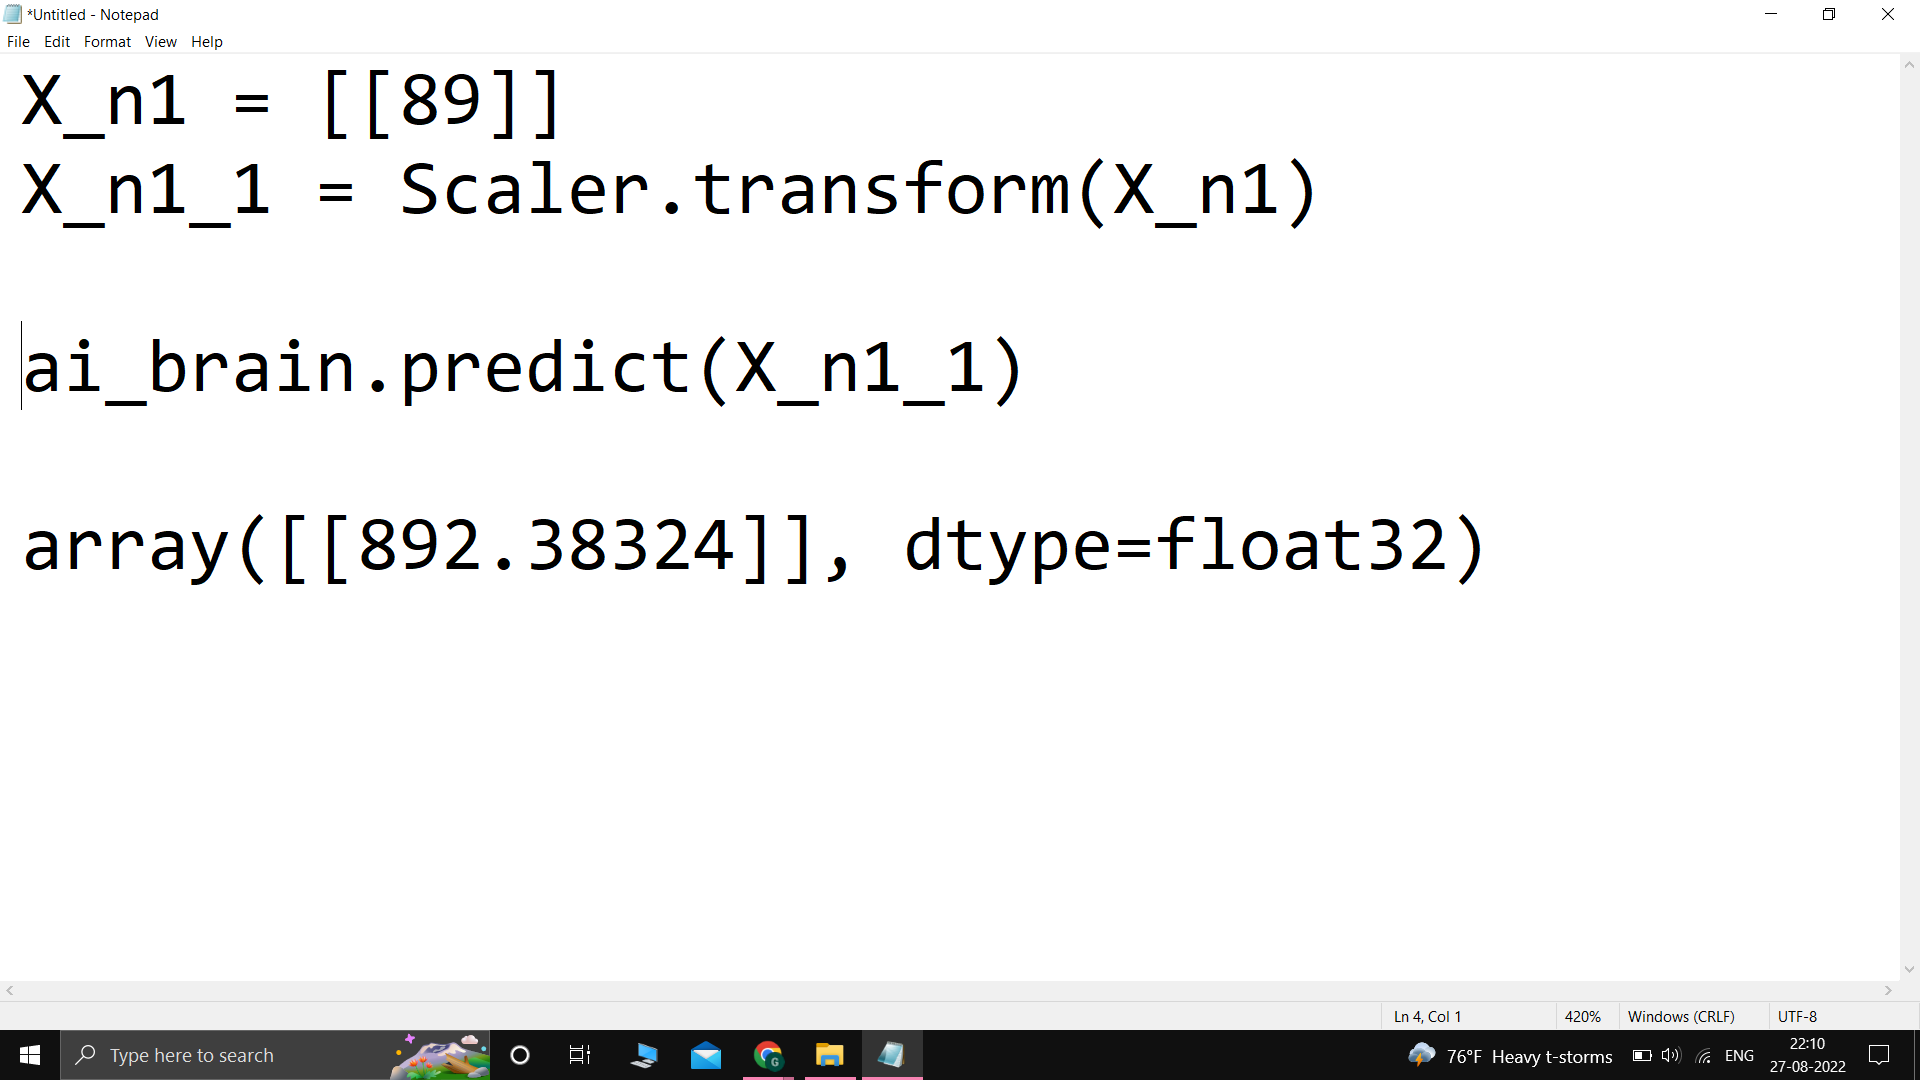 *Untitled - Notepad
File Edit Format View Help
X_n1 = [[89]]
X_n1_1 = Scaler.transform(X_n1)
ai_brain.predict(X_n1_1)
array([[892.38324]], dtype=float32)
Ln 4, Col 1 420% Windows (CRLF) UTF-8
Type here to search G 76°F Heavy t-storms ENG 22:10
27-08-2022